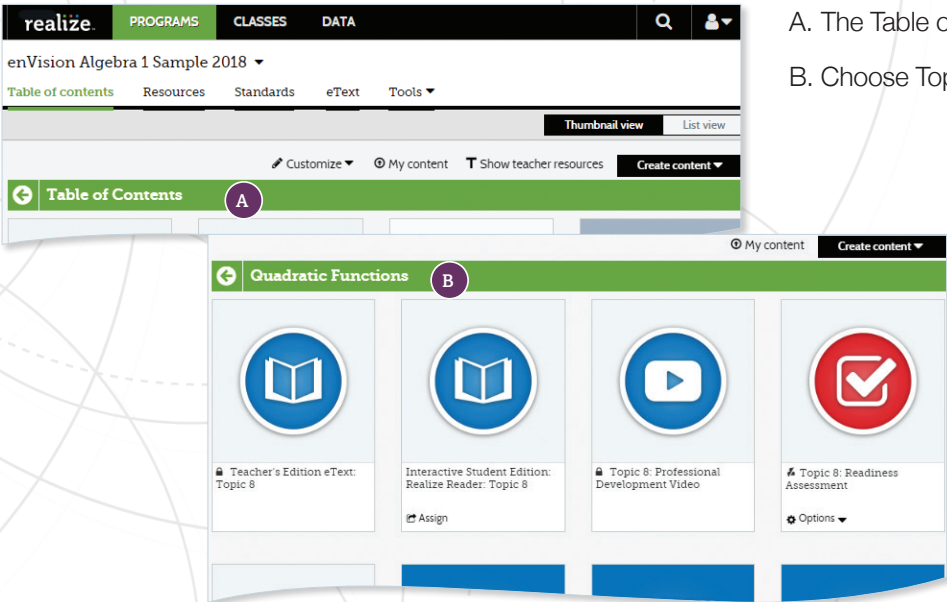 realize.
PROGRAMS CLASSES DATA
enVision Algebra 1 Sample 2018
Table of contents Resources Standards eText Tools
Thumbnail view List view
Customize My content T Show teacher resources Create content
Table of Contents
A
A. The Table
B. Choose
My content Create content
Quadratic Functions
B
Teacher's Edition eText:
Topic 8
Interactive Student Edition:
Realize Reader: Topic 8
Assign
Topic 8: Professional
Development Video
Topic 8: Readiness
Assessment
Options